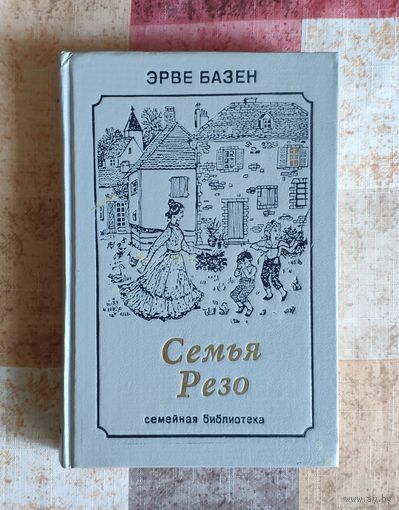 ЭРВЕ БАЗЕН
Семья
Резо
семейная библиотека